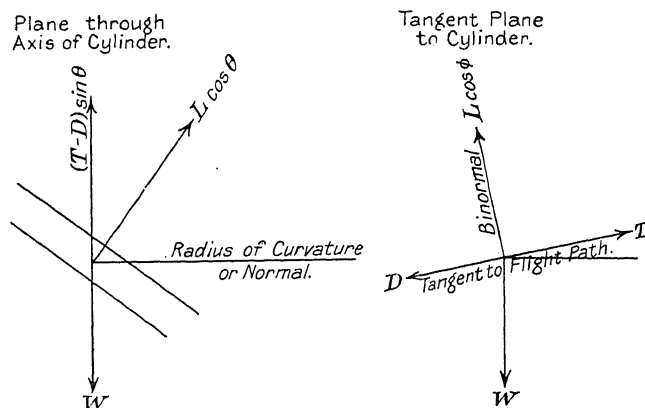 Plane through
Axis of Cylinder.
(T-D) sin θ
L cos θ
Radius of Curvature
or Normal.
W
Tangent Plane
to Cylinder.
L cos ϕ
Binormal
T
D
Tangent to Flight Path.
W